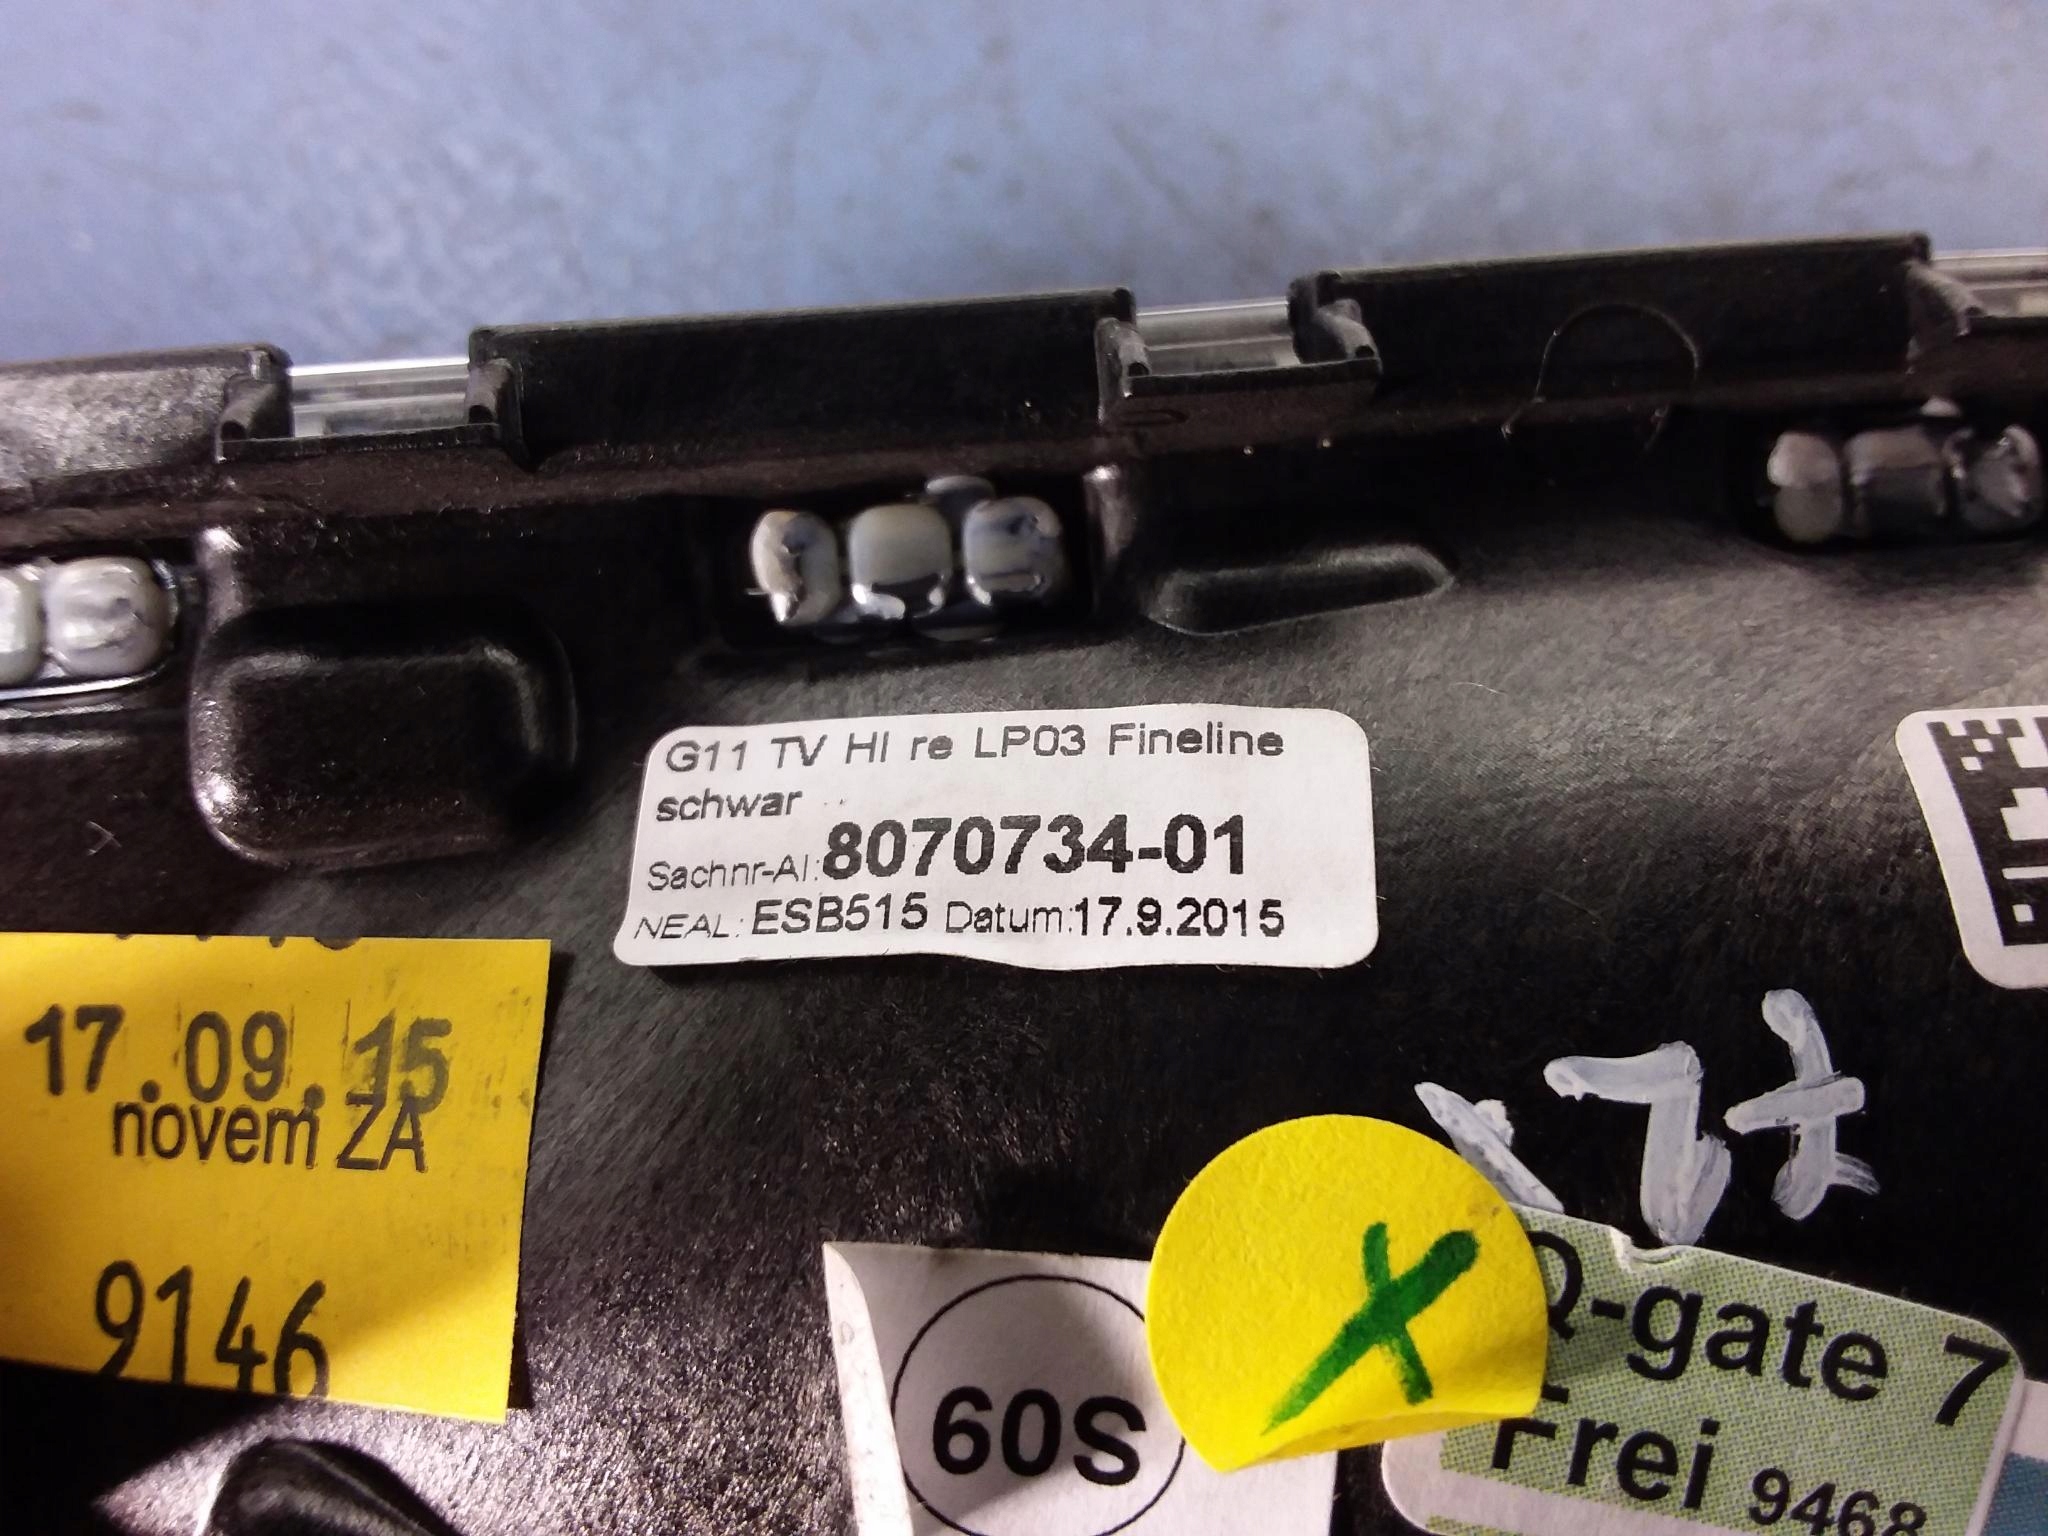 G11 TV HI re LP03 Fineline
schwar
Sachnr-AI:8070734-01
NEAL: ESB515 Datum:17.9.2015
17.09.15
novem ZA
9146
60S
Q-gate 7
Frei 9468